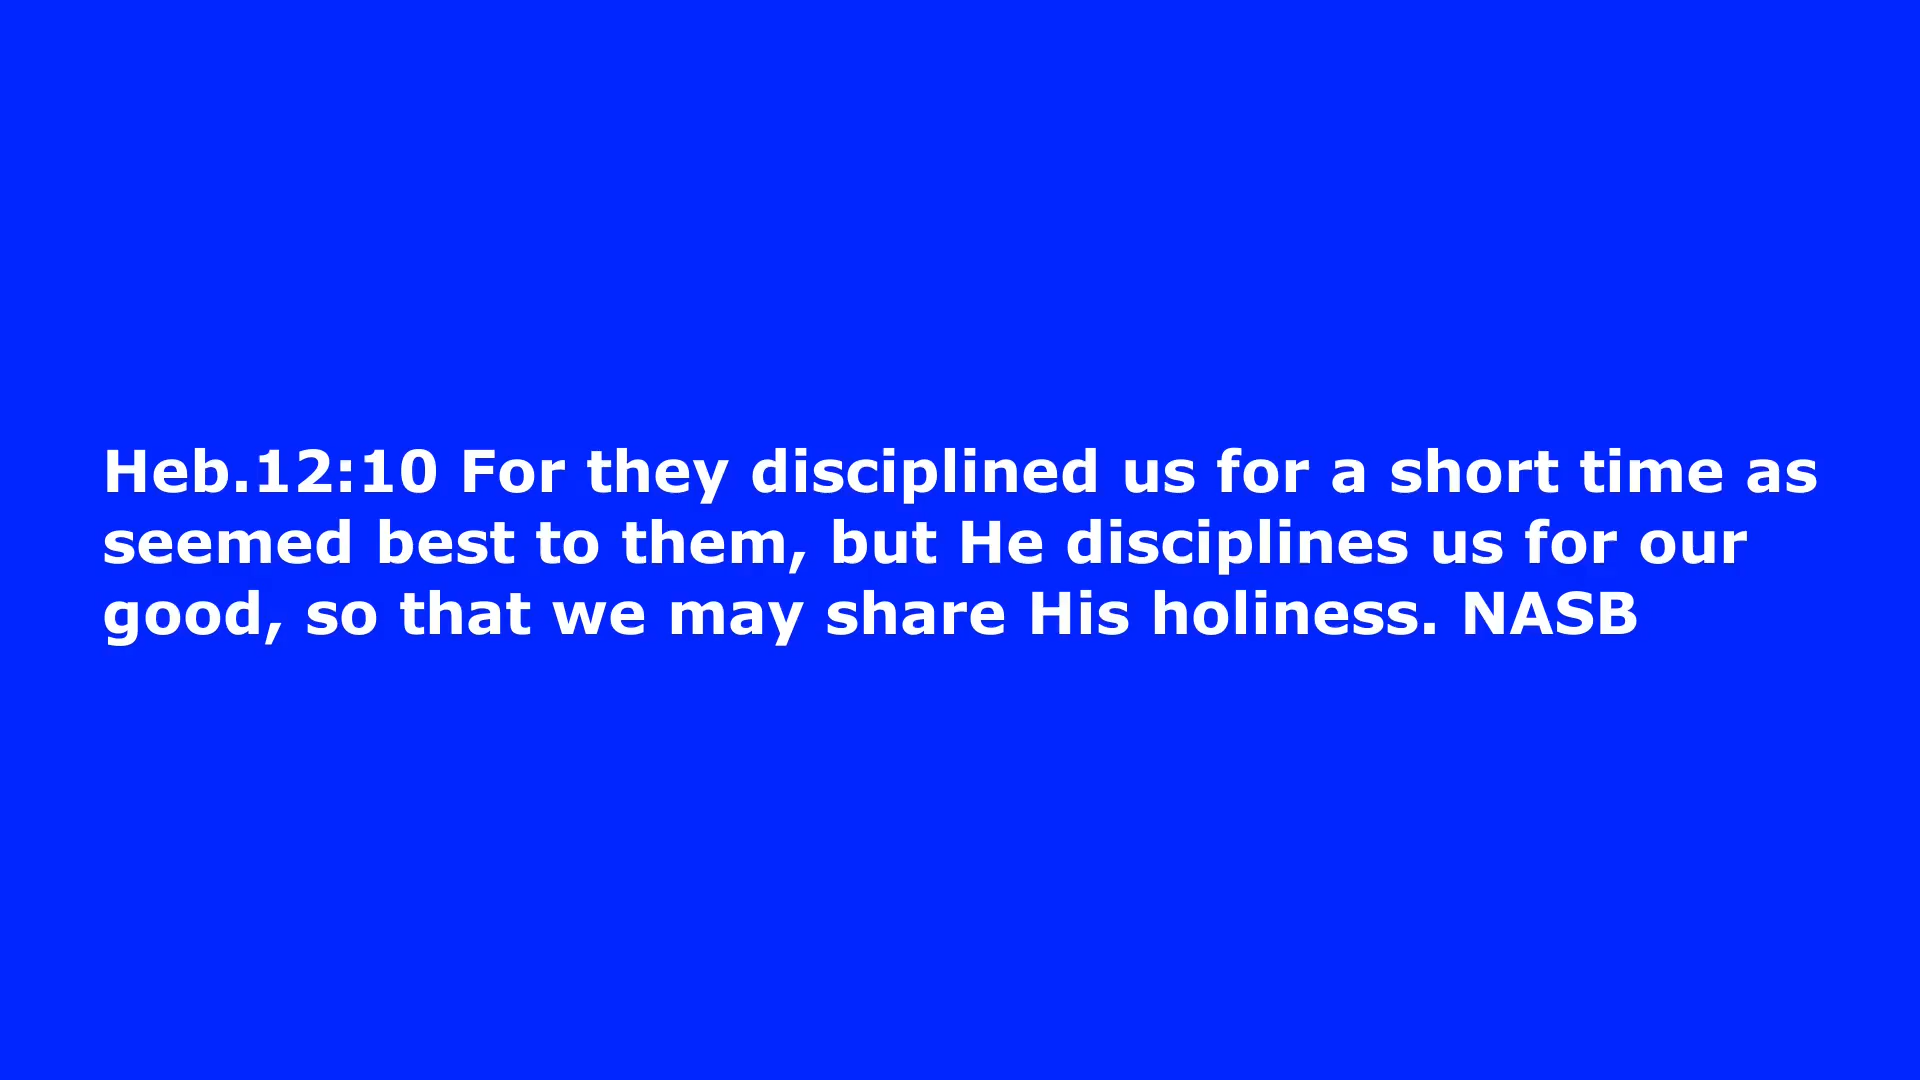 Heb.12:10 For they disciplined us for a short time as
seemed best to them, but He disciplines us for our
good, so that we may share His holiness. NASB